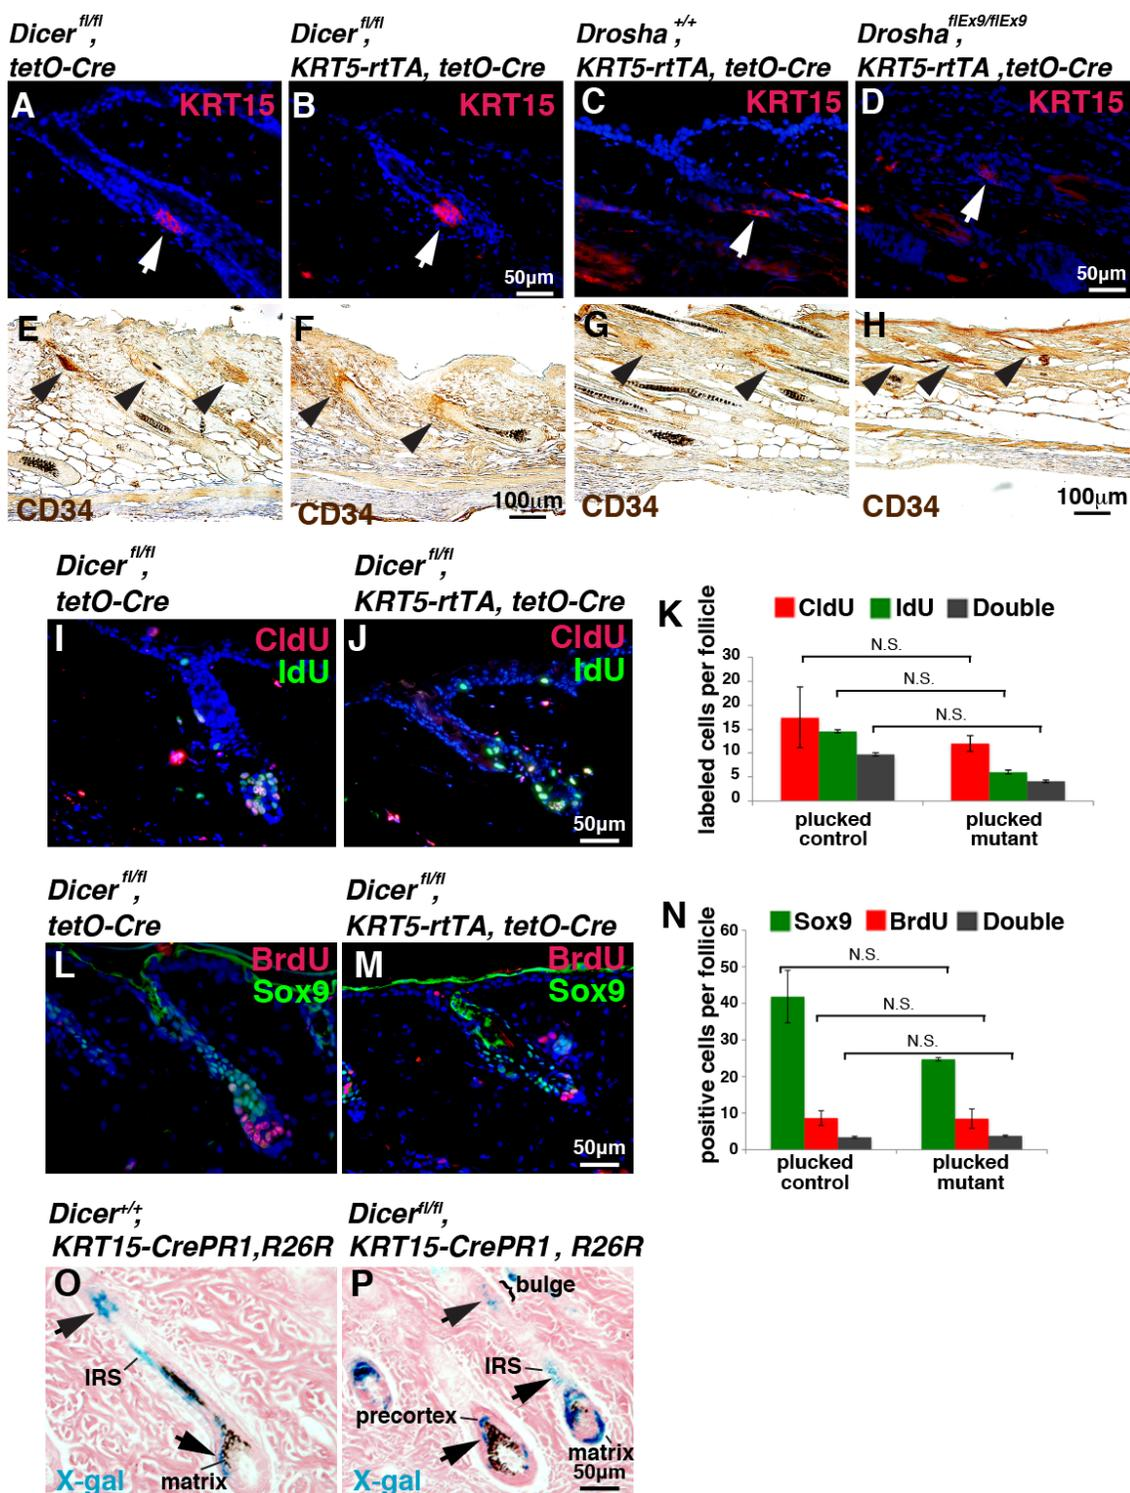 Dicer fl/fl,
tetO-Cre
Dicer fl/fl,
KRT5-rtTA, tetO-Cre
Drosha +/+,
KRT5-rtTA, tetO-Cre
Drosha flEx9/flEx9,
KRT5-rtTA ,tetO-Cre
A KRT15
B KRT15
50µm
C KRT15
D KRT15
50µm
E
CD34
F
CD34
100µm
G
CD34
H
CD34
100µm
Dicer fl/fl,
tetO-Cre
Dicer fl/fl,
KRT5-rtTA, tetO-Cre
I CldU
IdU
J CldU
IdU
50µm
K
CldU IdU Double
labeled cells per follicle
30
20
20
15
10
5
0
N.S.
N.S.
N.S.
plucked
control
plucked
mutant
Dicer fl/fl,
tetO-Cre
Dicer fl/fl,
KRT5-rtTA, tetO-Cre
L BrdU
Sox9
M BrdU
Sox9
50µm
N
Sox9 BrdU Double
positive cells per follicle
60
50
40
30
20
10
0
N.S.
N.S.
N.S.
plucked
control
plucked
mutant
Dicer+/+,
KRT15-CrePR1,R26R
Dicerfl/fl,
KRT15-CrePR1, R26R
O
IRS
matrix
X-gal
P
bulge
IRS
precortex
matrix
X-gal
50µm